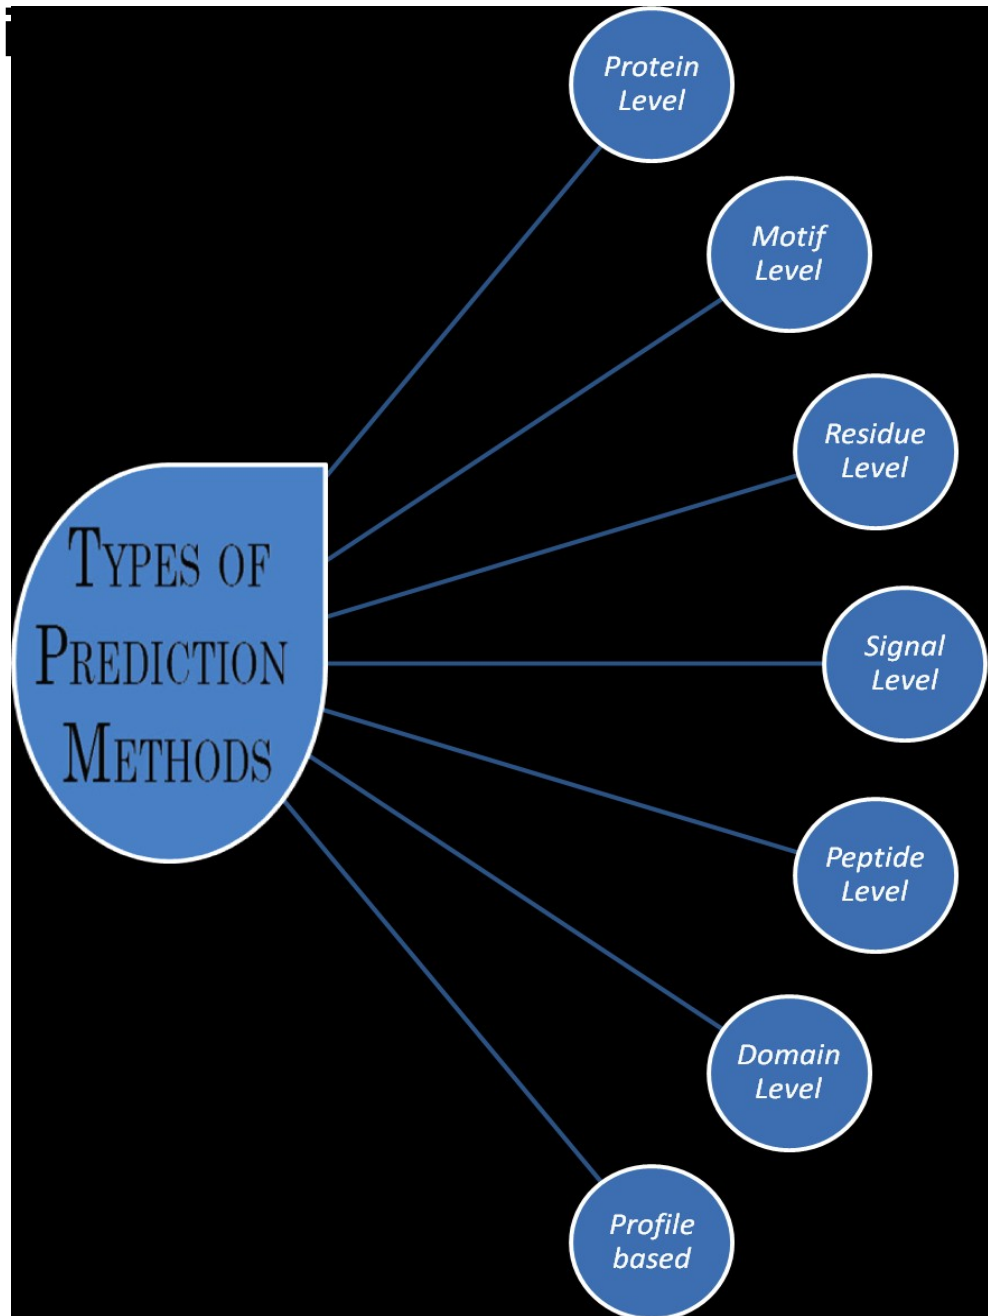 Types of
Prediction
Methods
Protein
Level
Motif
Level
Residue
Level
Signal
Level
Peptide
Level
Domain
Level
Profile
based